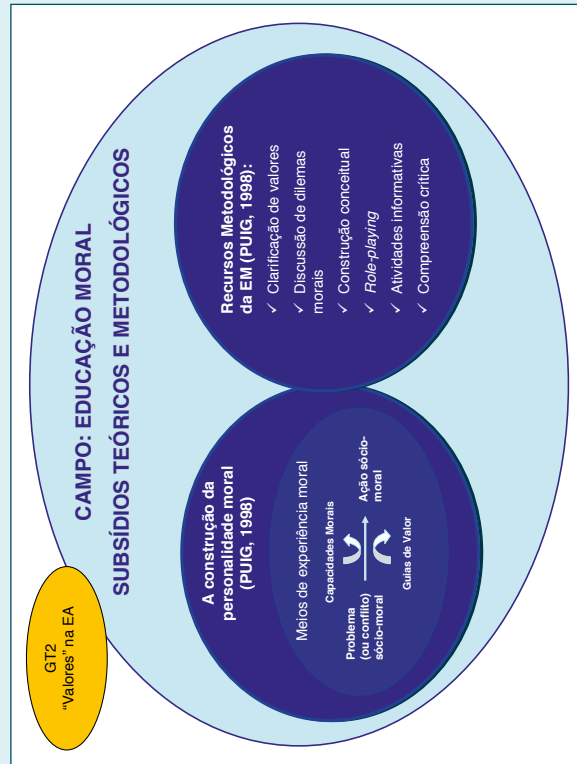 GT2
“Valores” na EA
CAMPO: EDUCAÇÃO MORAL
SUBSÍDIOS TEÓRICOS E METODOLÓGICOS
A construção da
personalidade moral
(PUIG, 1998)
Meios de experiência moral
Capacidades Morais
Problema
(ou conflito)
sócio-moral
Ação sócio-
moral
Guias de Valor
Recursos Metodológicos
da EM (PUIG, 1998):
✓ Clarificação de valores
✓ Discussão de dilemas
morais
✓ Construção conceitual
✓ Role-playing
✓ Atividades informativas
✓ Compreensão crítica